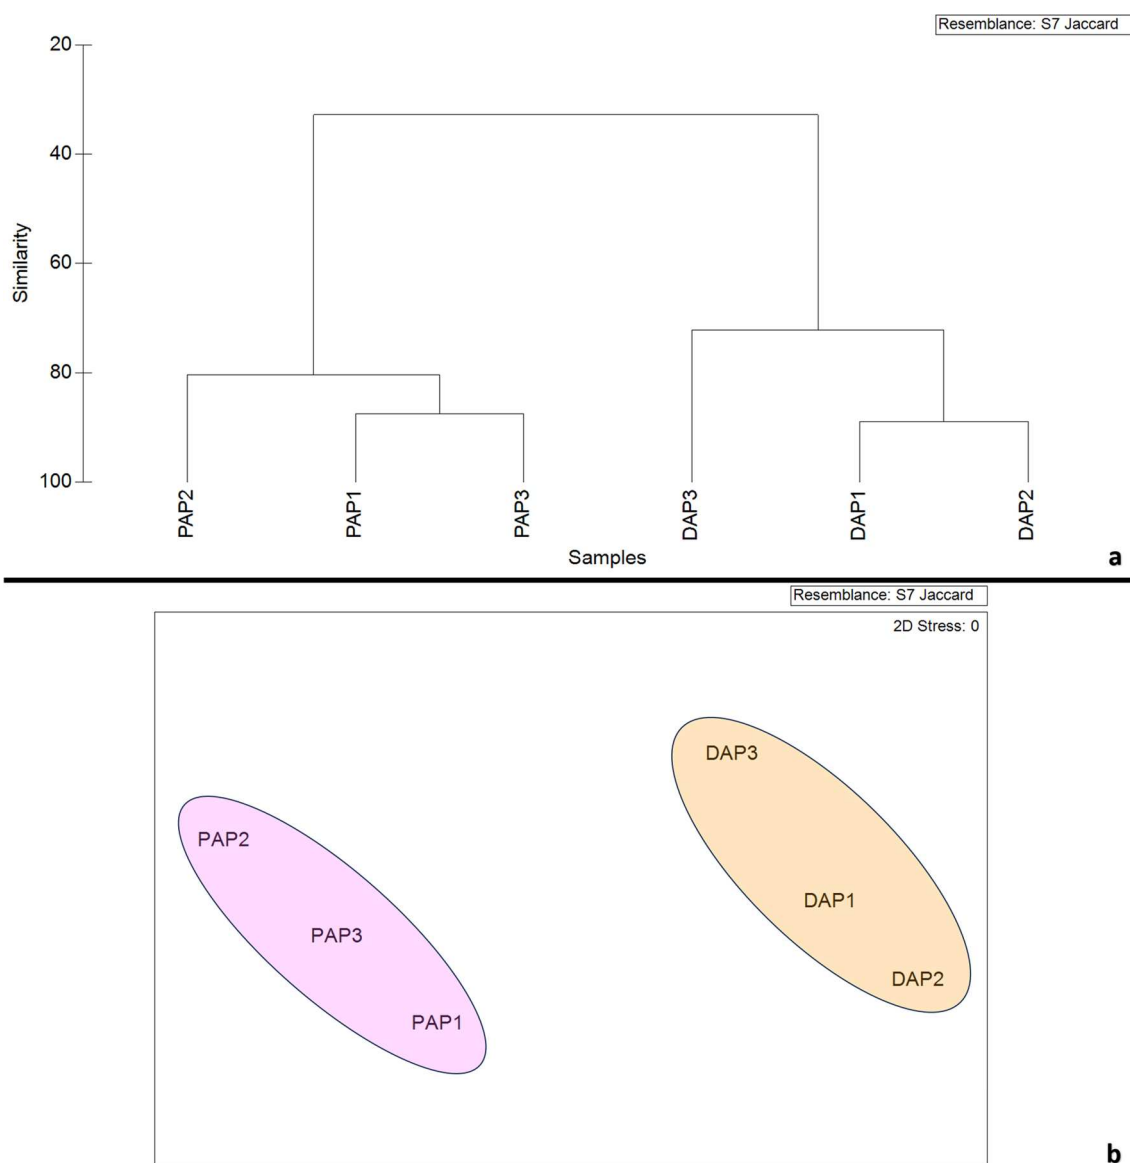 Resemblance: S7 Jaccard
20
40
60
80
100
Similarity
PAP2
PAP1
PAP3
DAP3
DAP1
DAP2
Samples
a
Resemblance: S7 Jaccard
2D Stress: 0
DAP3
PAP2
DAP1
PAP3
DAP2
PAP1
b